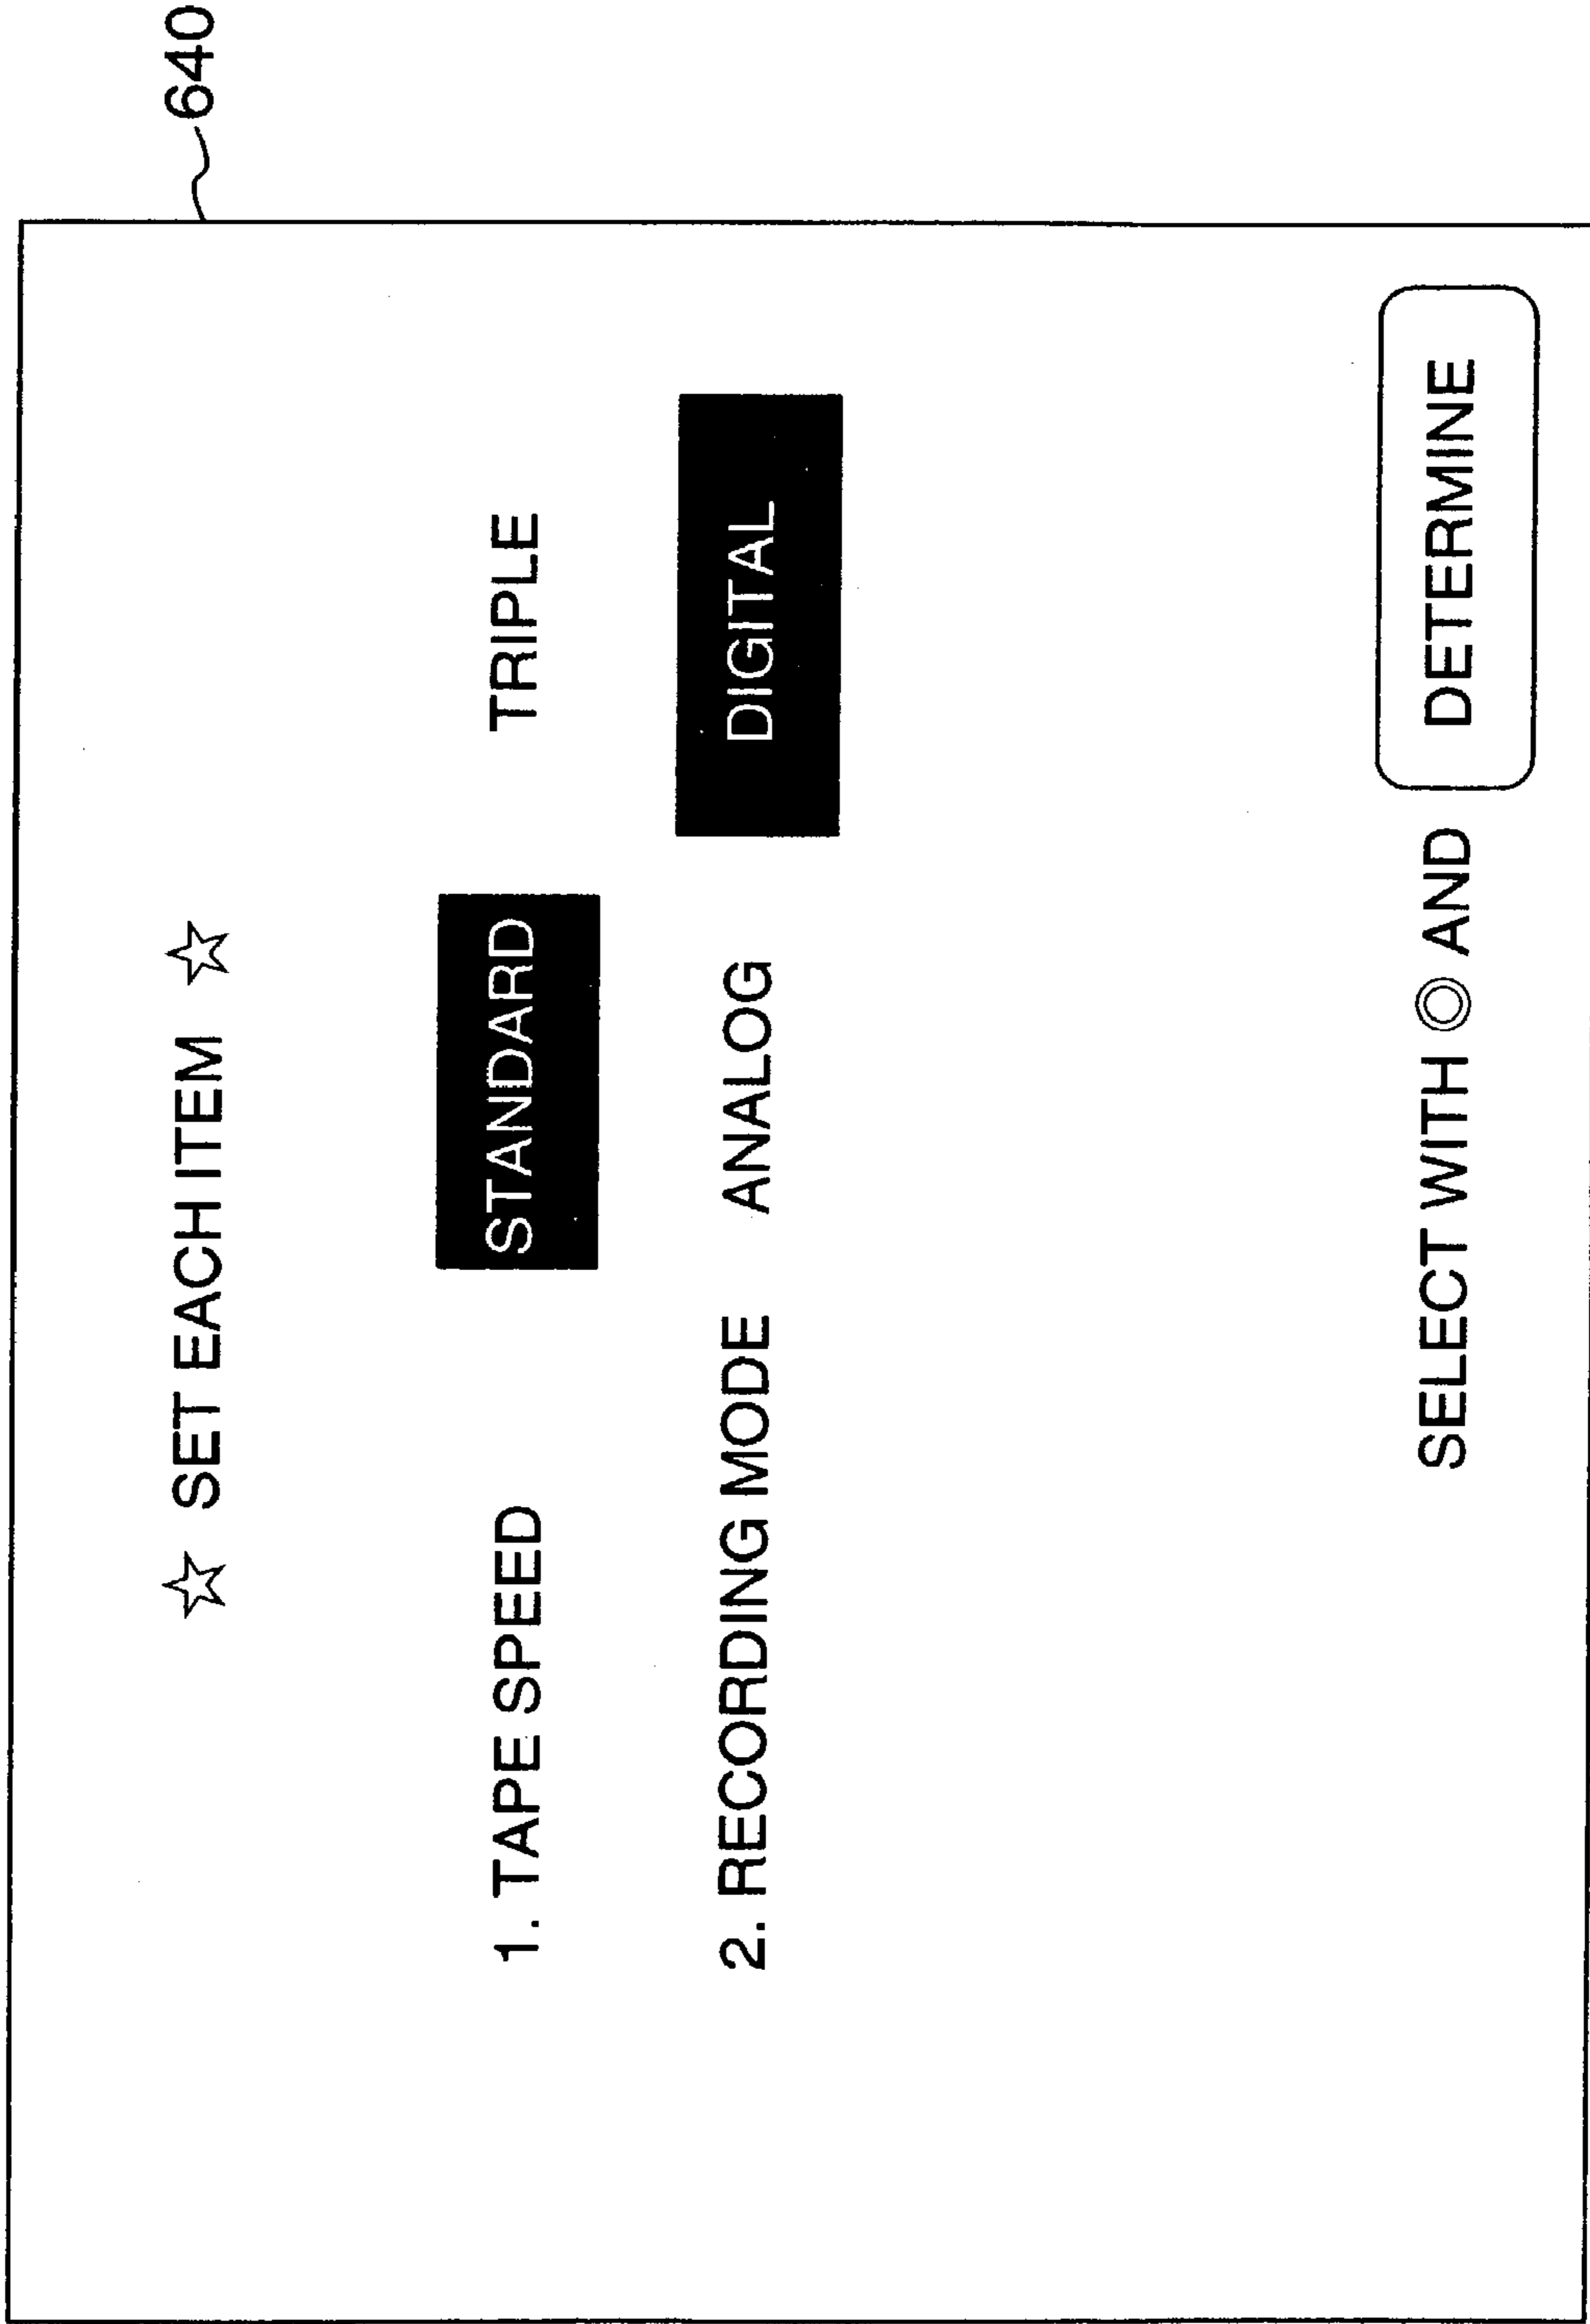 640
☆ SET EACH ITEM ☆
1. TAPE SPEED STANDARD TRIPLE
2. RECORDING MODE ANALOG DIGITAL
SELECT WITH ◎ AND DETERMINE